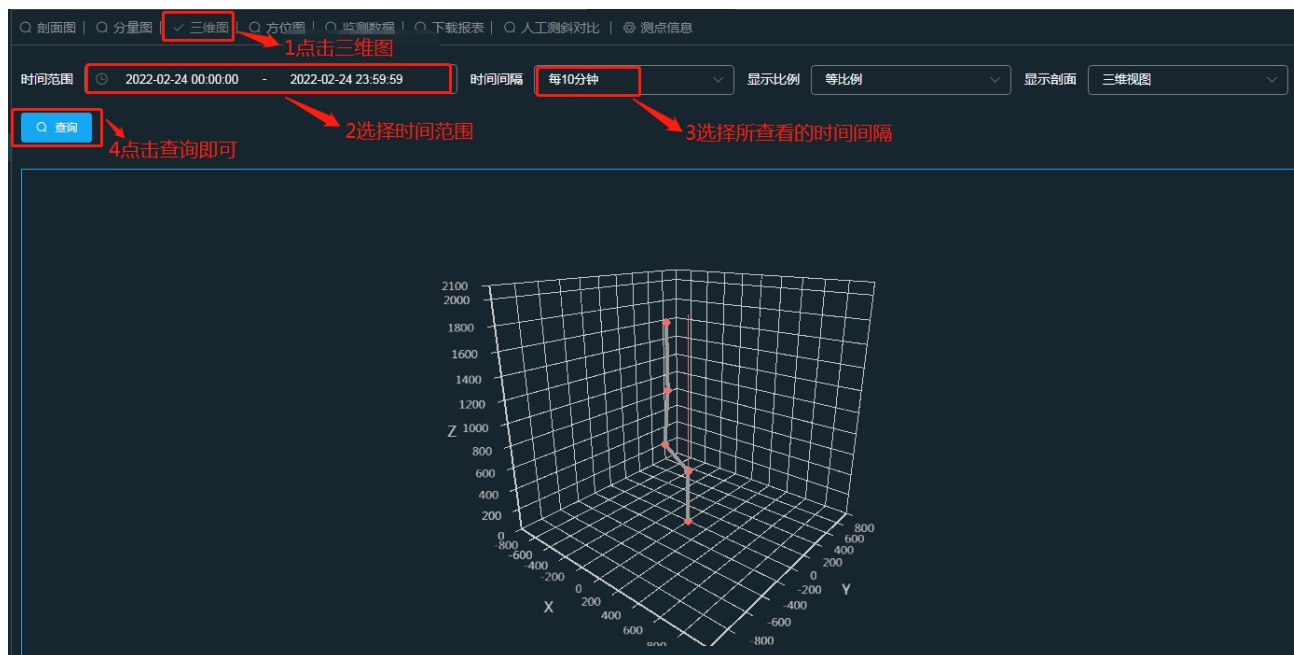 剖面图 | 分量图 | 三维图 | 方位图 | 监测数据 | 下载报表 | 人工测斜对比 | 测点信息
1点击三维图
时间范围 2022-02-24 00:00:00 - 2022-02-24 23:59:59 时间间隔 每10分钟 显示比例 等比例 显示剖面 三维视图
查询
2选择时间范围
3选择所查看的时间间隔
4点击查询即可
2100
2000
1800
1600
1400
1200
Z 1000
800
600
400
200
0
-800
-600
-400
-200
0
200
400
600
800
X
800
600
400
200
0
-200
-400
-600
-800
Y